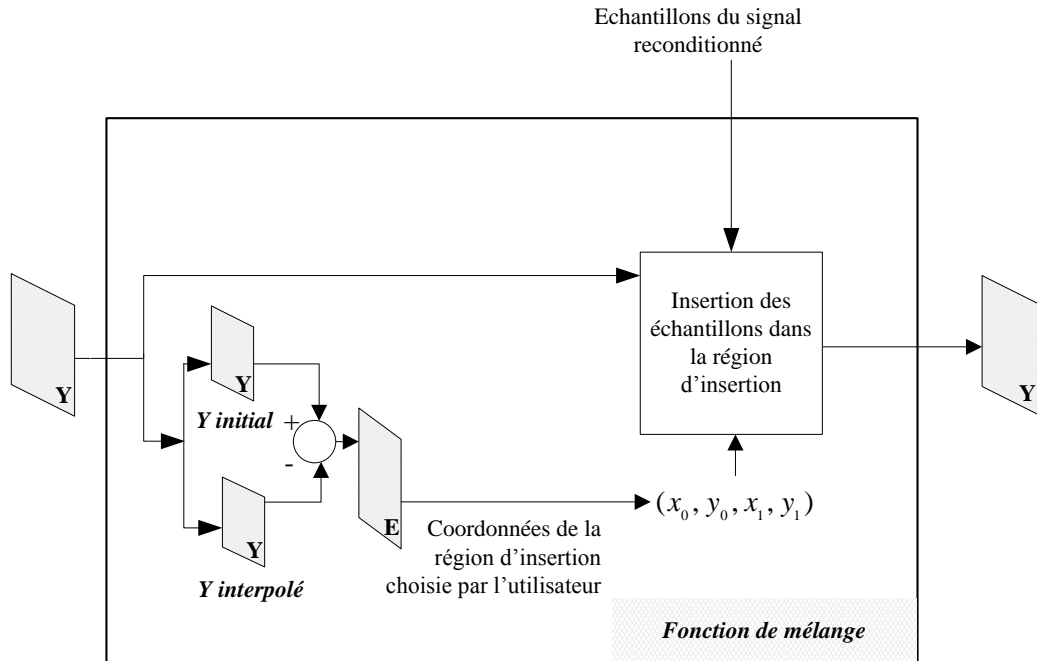 Echantillons du signal
reconditionné
Insertion des
échantillons dans
la région
d’insertion
Y
Y
Y initial
+
-
Y
Y interpolé
E
Y
(x₀, y₀, x₁, y₁)
Coordonnées de la
région d’insertion
choisie par l’utilisateur
Fonction de mélange